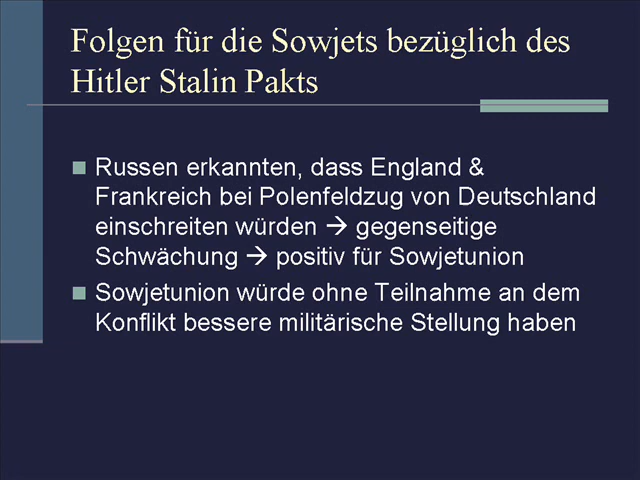 Folgen für die Sowjets bezüglich des
Hitler Stalin Pakts
Russen erkannten, dass England &
Frankreich bei Polenfeldzug von Deutschland
einschreiten würden → gegenseitige
Schwächung → positiv für Sowjetunion
Sowjetunion würde ohne Teilnahme an dem
Konflikt bessere militärische Stellung haben